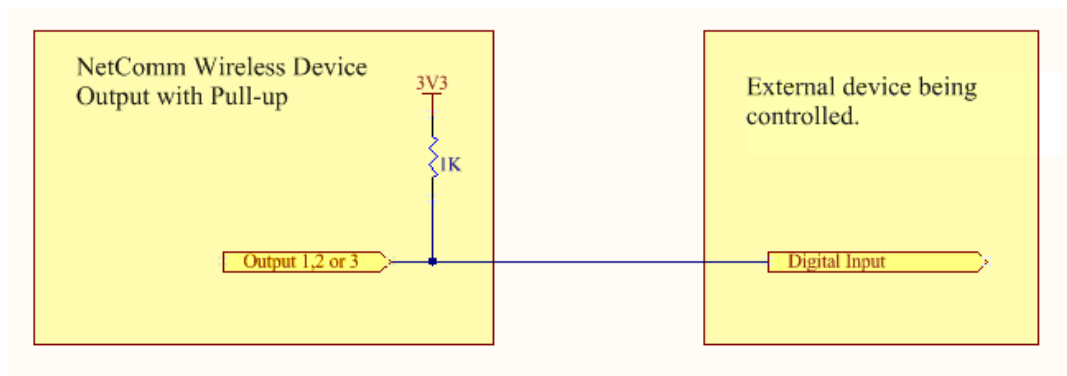 NetComm Wireless Device
Output with Pull-up
3V3
1K
Output 1,2 or 3
External device being
controlled.
Digital Input